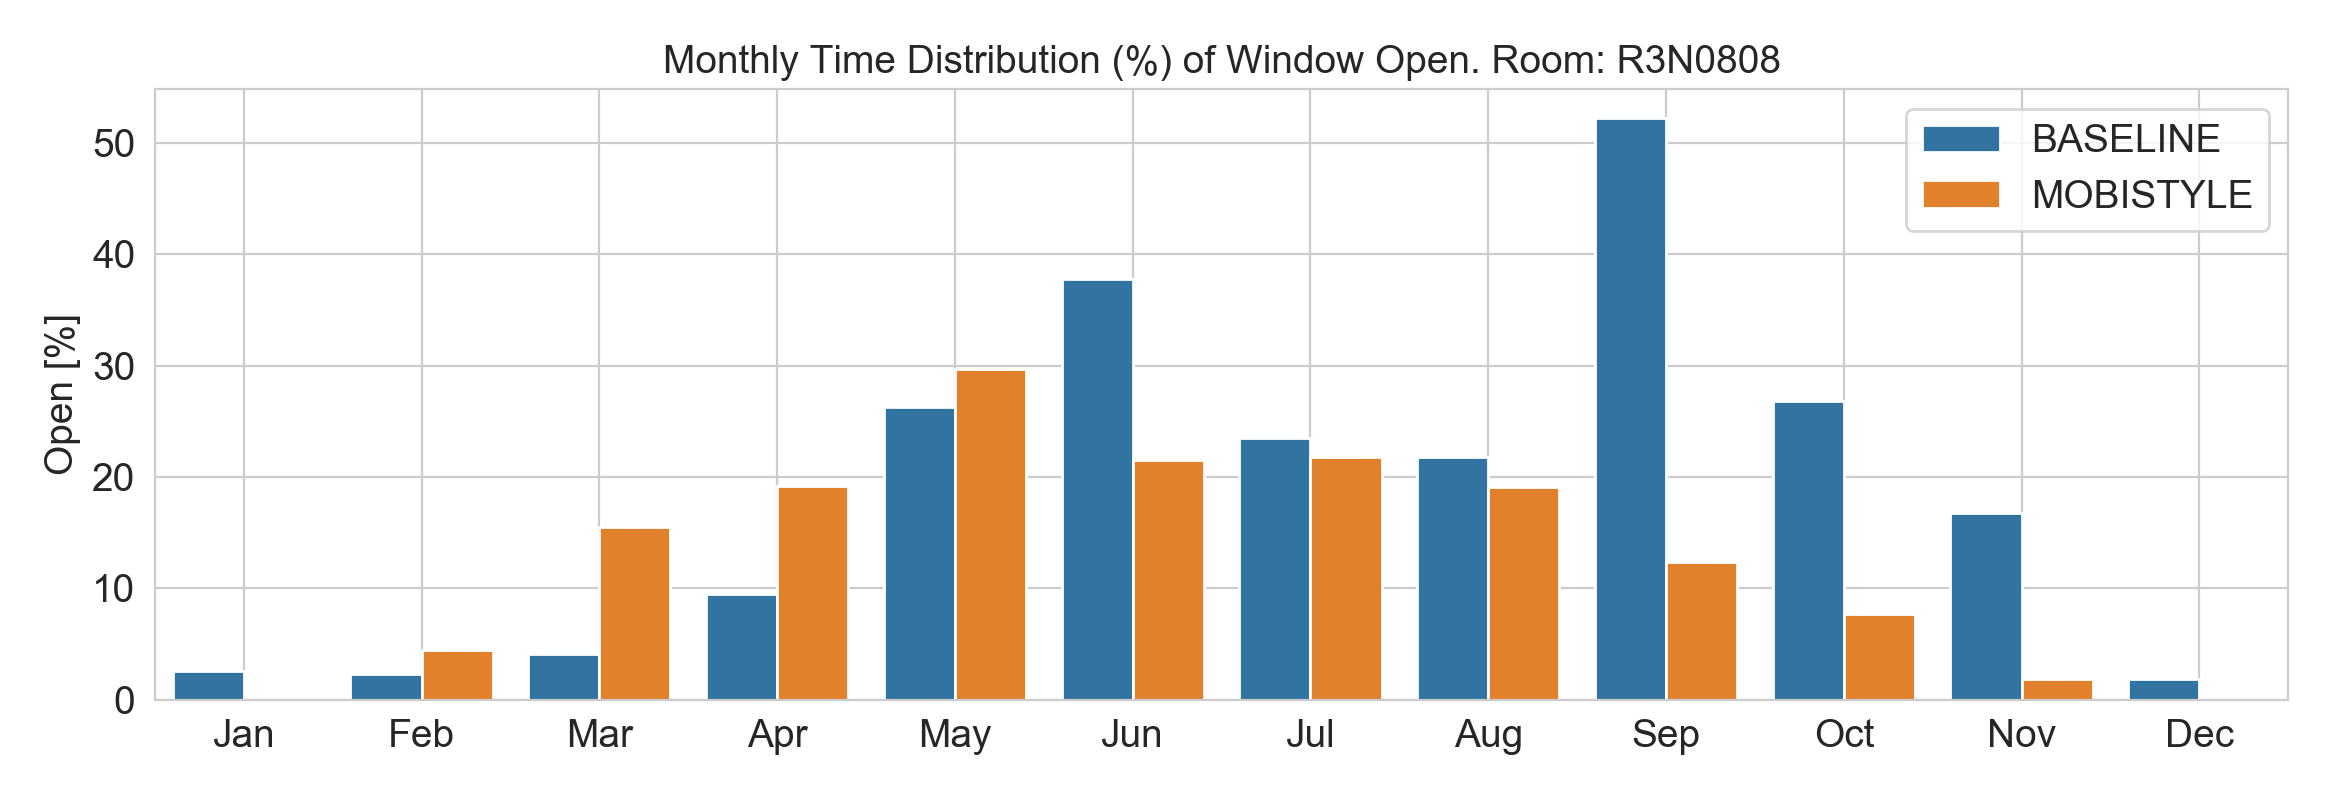 Monthly Time Distribution (%) of Window Open. Room: R3N0808
BASELINE
MOBISTYLE
Open [%]
50
40
30
20
10
0
Jan Feb Mar Apr May Jun Jul Aug Sep Oct Nov Dec